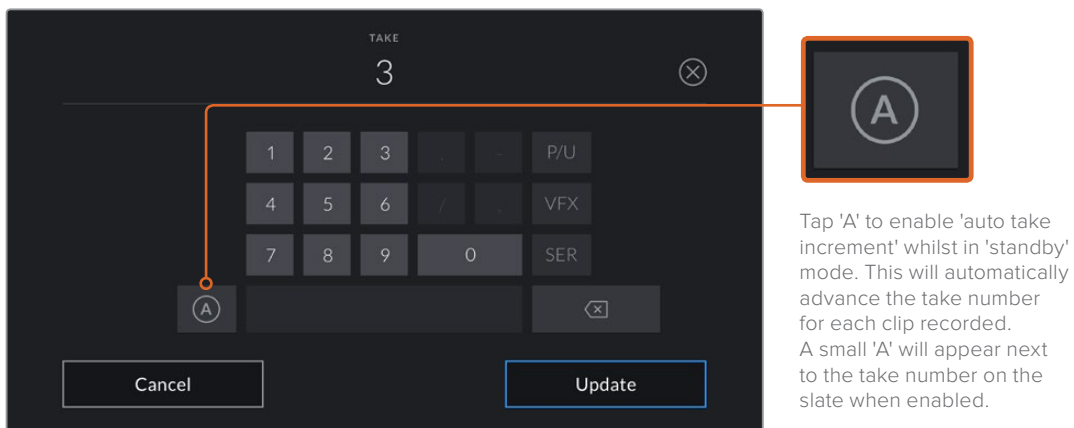 TAKE
3
1 2 3 . - P/U
4 5 6 / , VFX
7 8 9 0 SER
A
Cancel Update
A
Tap 'A' to enable 'auto take
increment' whilst in 'standby'
mode. This will automatically
advance the take number
for each clip recorded.
A small 'A' will appear next
to the take number on the
slate when enabled.